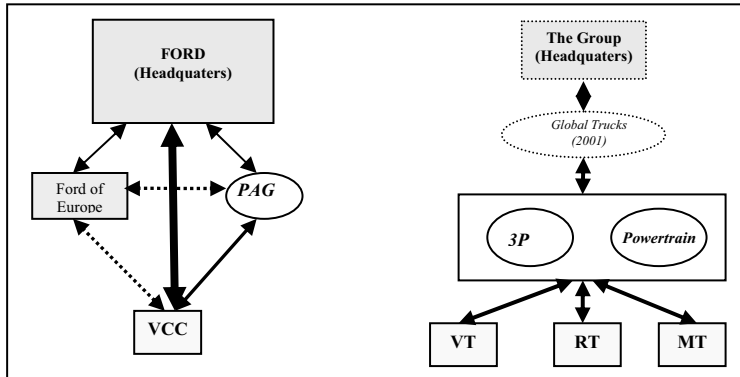 FORD
(Headquaters)
Ford of
Europe
PAG
VCC
The Group
(Headquaters)
Global Trucks
(2001)
3P
Powertrain
VT
RT
MT